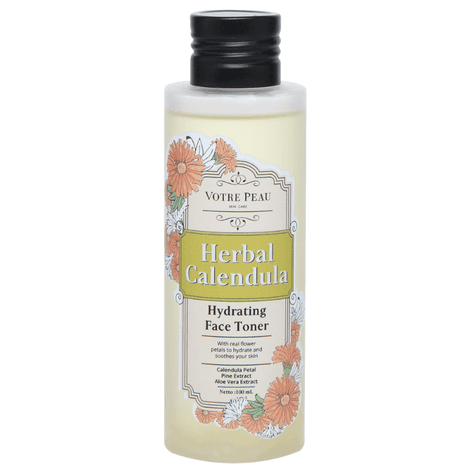 VOTRE PEAU
SKIN CARE
Herbal
Calendula
Hydrating
Face Toner
With real flower
petals to hydrate and
soothes your skin
Calendula Petal
Pine Extract
Aloe Vera Extract
Netto :100 mL